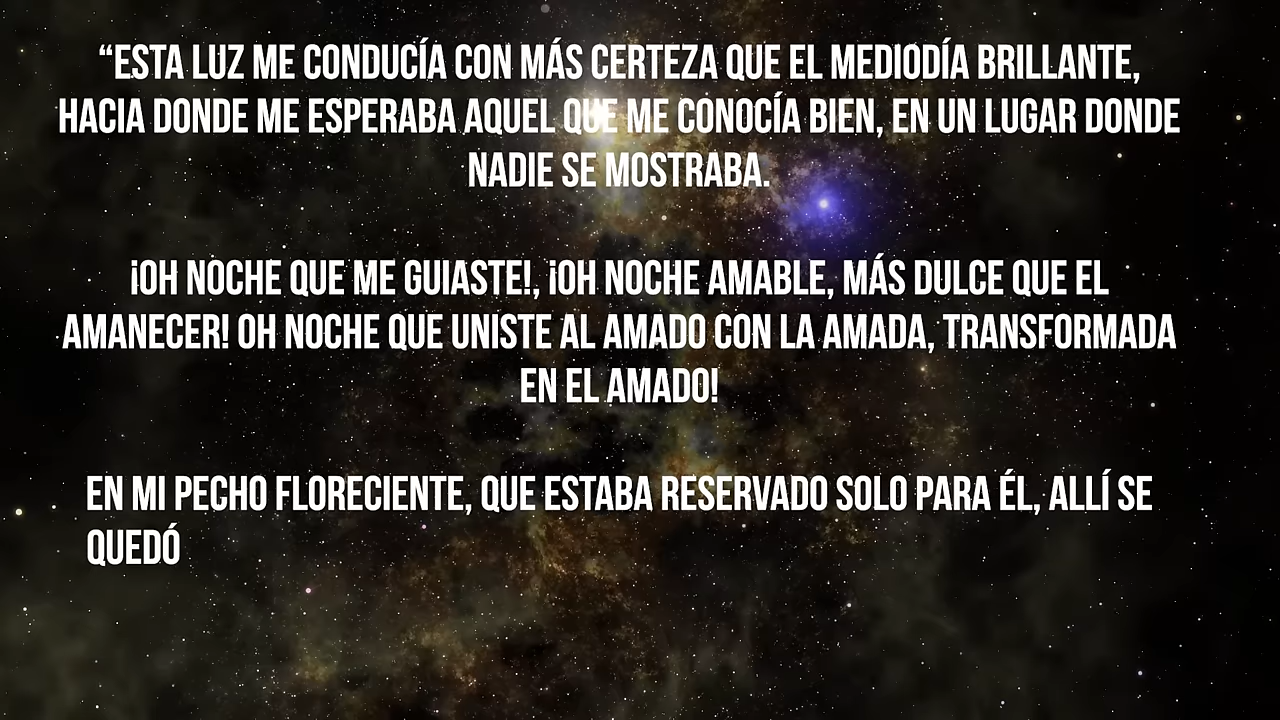 “ESTA LUZ ME CONDUCÍA CON MÁS CERTEZA QUE EL MEDIODÍA BRILLANTE,
HACIA DONDE ME ESPERABA AQUEL QUE ME CONOCÍA BIEN, EN UN LUGAR DONDE
NADIE SE MOSTRABA.
¡OH NOCHE QUE ME GUIASTE!, ¡OH NOCHE AMABLE, MÁS DULCE QUE EL
AMANECER! OH NOCHE QUE UNISTE AL AMADO CON LA AMADA, TRANSFORMADA
EN EL AMADO!
EN MI PECHO FLORECIENTE, QUE ESTABA RESERVADO SOLO PARA ÉL, ALLÍ SE
QUEDÓ